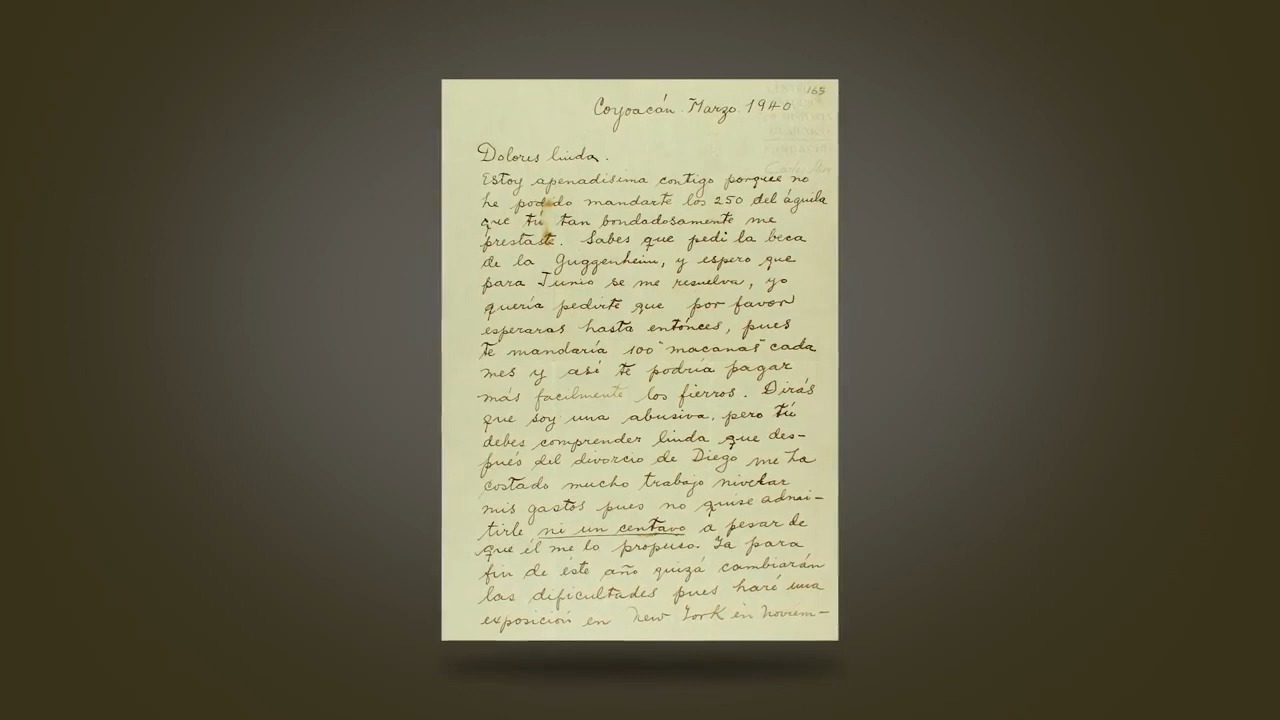 165
Coyoacán. Marzo. 1940
Dolores linda.
Estoy apenadísima contigo porque no
he podido mandarte los 250 del águila
que tú tan bondadosamente me
prestaste. Sabes que pedí la beca
de la Guggenheim, y espero que
para Junio se me resuelva, yo
quería pedirte que por favor
esperaras hasta entónces, pues
te mandaría 100 "macanas" cada
mes y así te podría pagar
más facilmente los fierros. Dirás
que soy una abusiva, pero tú
debes comprender linda que des-
pués del divorcio de Diego me ha
costado mucho trabajo nivelar
mis gastos pues no quise admi-
tirle ni un centavo a pesar de
que él me lo propuso. Ya para
fin de éste año quizá cambiarán
las dificultades pues haré una
exposición en New York en Noviem-